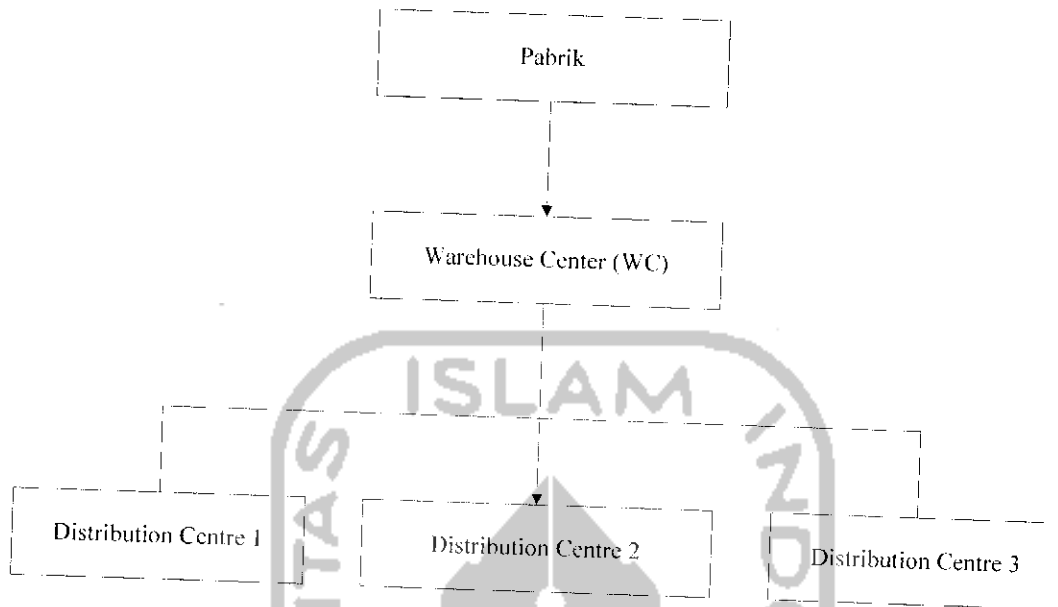 Pabrik
Warehouse Center (WC)
ISLAM
Distribution Centre 1
Distribution Centre 2
Distribution Centre 3